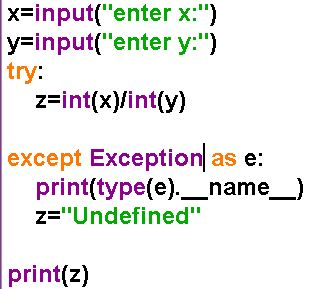 x=input("enter x:")
y=input("enter y:")
try:
    z=int(x)/int(y)

except Exception as e:
    print(type(e).__name__)
    z="Undefined"

print(z)